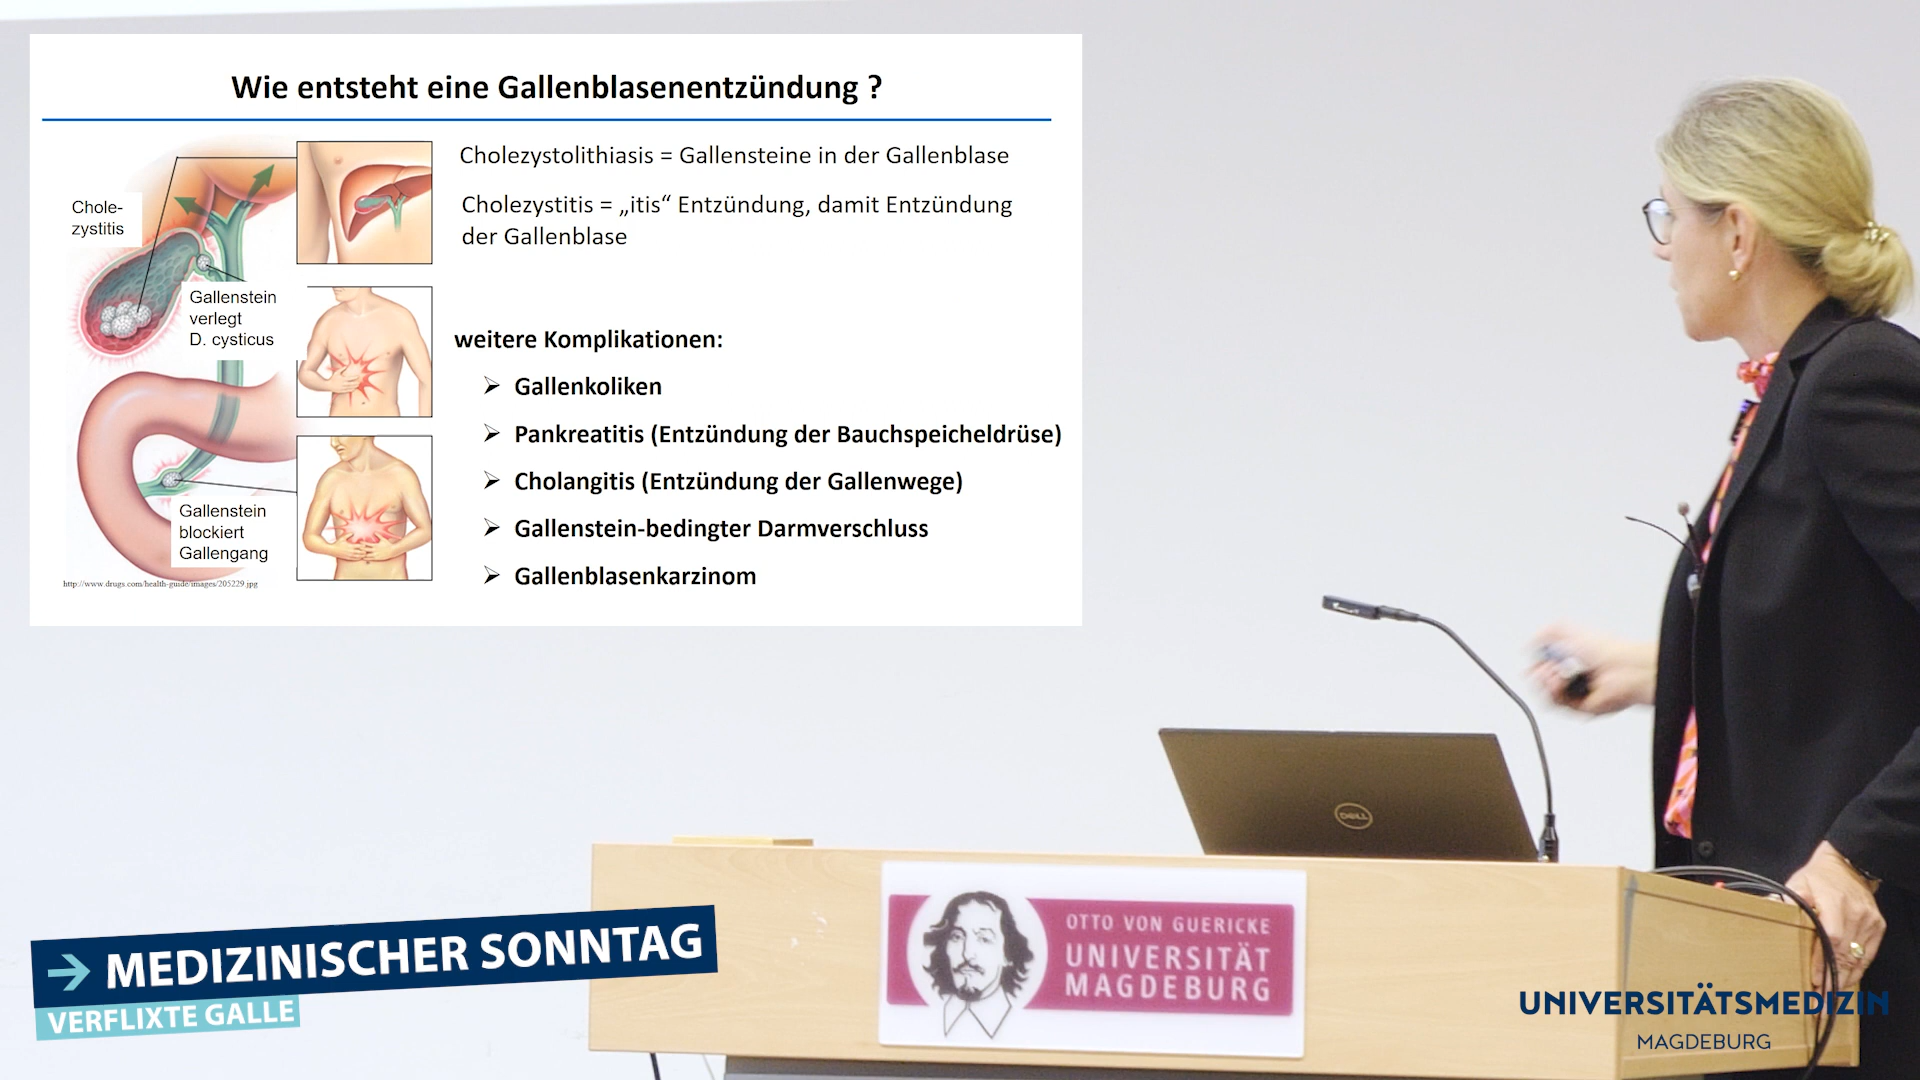 Wie entsteht eine Gallenblasenentzündung ?
Cholezystolithiasis = Gallensteine in der Gallenblase
Cholezystitis = „itis“ Entzündung, damit Entzündung
der Gallenblase
Chole-
zystitis
Gallenstein
verlegt
D. cysticus
Gallenstein
blockiert
Gallengang
http://www.drugs.com/health-guide/images/205229.jpg
weitere Komplikationen:
➢ Gallenkoliken
➢ Pankreatitis (Entzündung der Bauchspeicheldrüse)
➢ Cholangitis (Entzündung der Gallenwege)
➢ Gallenstein-bedingter Darmverschluss
➢ Gallenblasenkarzinom
DELL
OTTO VON GUERICKE
UNIVERSITÄT
MAGDEBURG
→ MEDIZINISCHER SONNTAG
VERFLIXTE GALLE
UNIVERSITÄTSMEDIZIN
MAGDEBURG